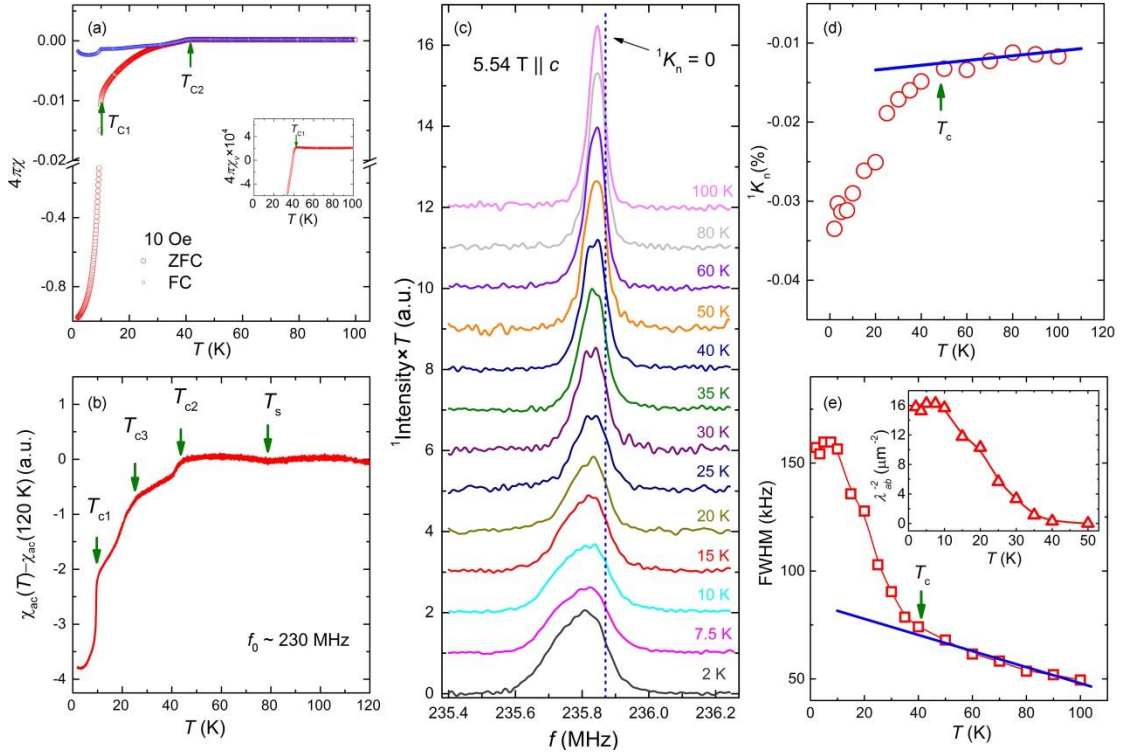 (a)
0.00
-0.01
-0.02
-0.4
-0.8
4πχ
T_C1
T_C2
10 Oe
ZFC
FC
0 20 40 60 80 100
T (K)
T_C1
4πχ_v×10^4
0
-4
0 20 40 60 80 100
T (K)
(b)
1
0
-1
-2
-3
-4
χ_ac(T)−χ_ac(120 K) (a.u.)
T_c1
T_c3
T_c2
T_s
f_0 ~ 230 MHz
0 20 40 60 80 100
T (K)
(c)
16
14
12
10
8
6
4
2
0
^1Intensity×T (a.u.)
5.54 T || c
^1K_n = 0
100 K
80 K
60 K
50 K
40 K
35 K
30 K
25 K
20 K
15 K
10 K
7.5 K
2 K
235.4 235.6 235.8 236.0 236.2
f (MHz)
(d)
-0.01
-0.02
-0.03
-0.04
^1K_n(%)
T_c
0 20 40 60 80 100 120
T (K)
(e)
150
100
50
FWHM (kHz)
T_c
16
12
8
4
0
λ_ab^-2 (μm^-2)
0 10 20 30 40 50
T (K)
0 20 40 60 80 100
T (K)